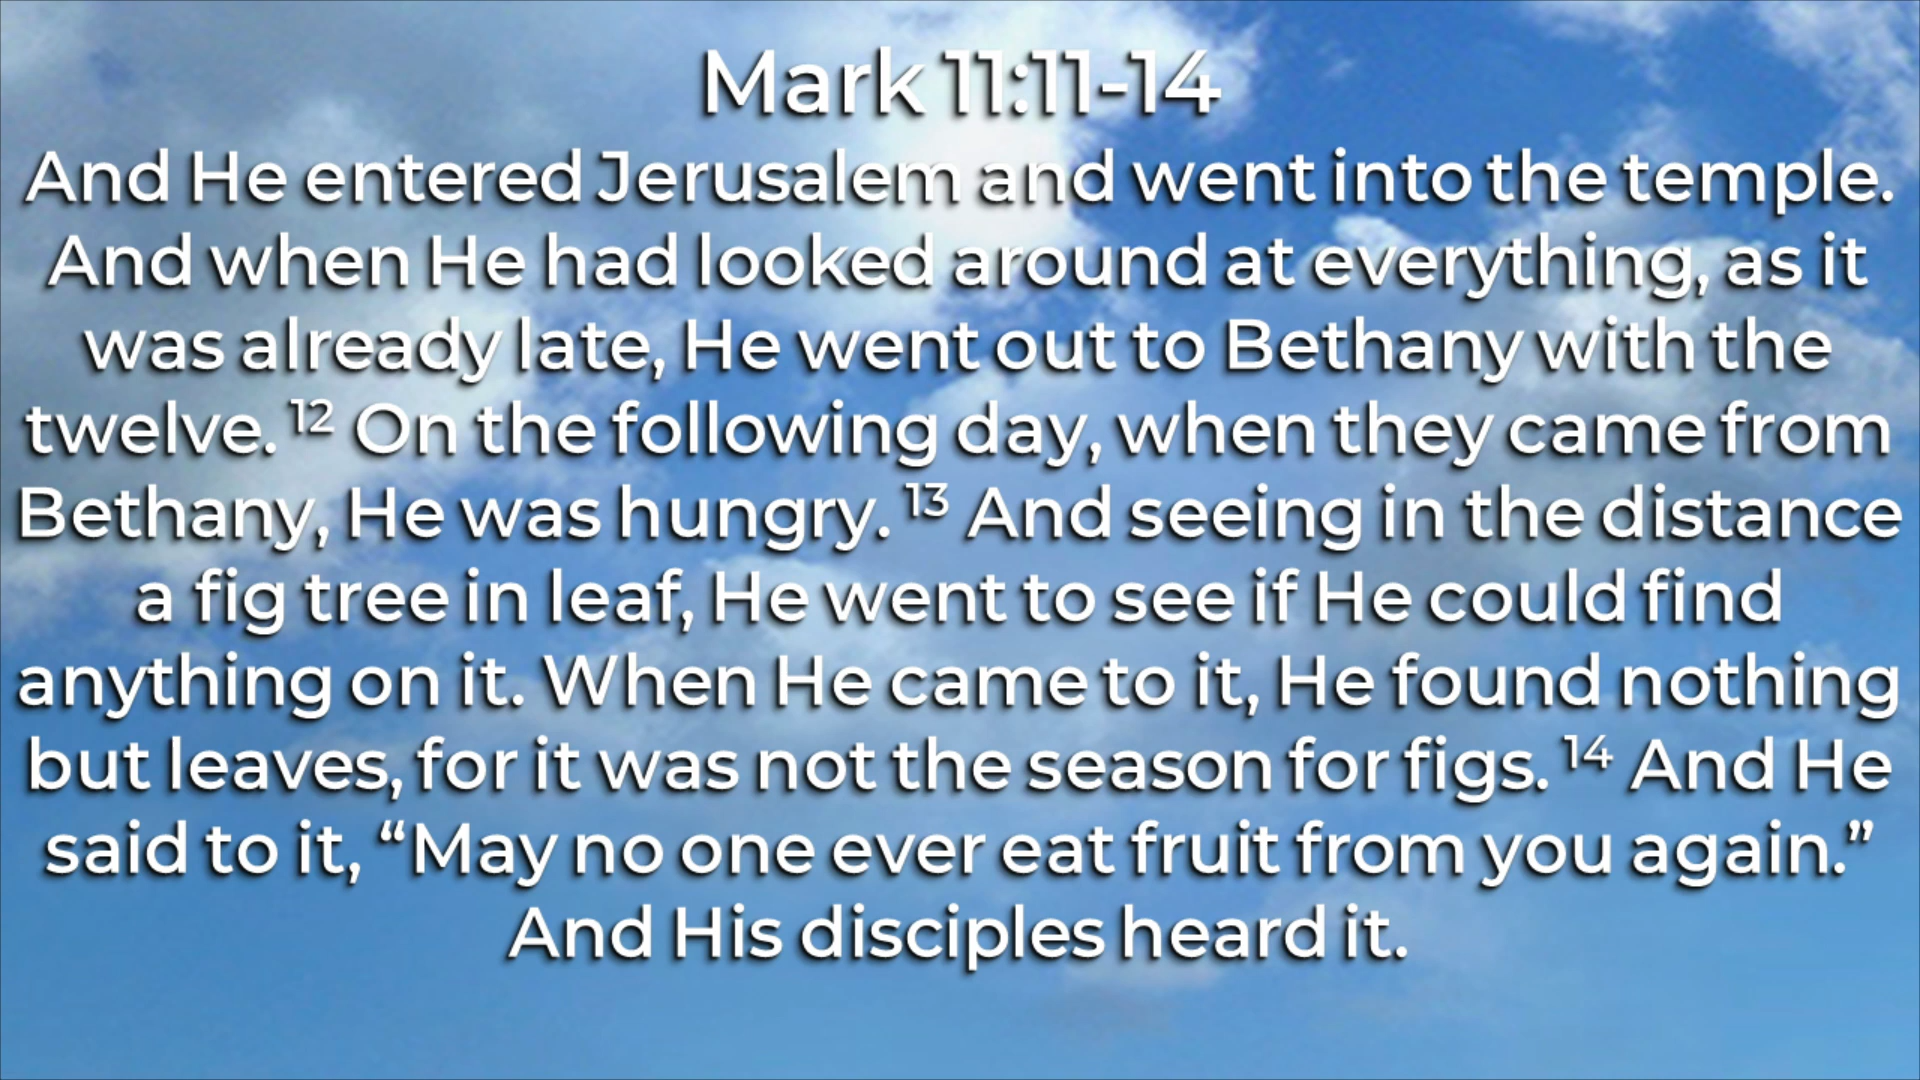 Mark 11:11-14
And He entered Jerusalem and went into the temple.
And when He had looked around at everything, as it
was already late, He went out to Bethany with the
twelve. ¹² On the following day, when they came from
Bethany, He was hungry. ¹³ And seeing in the distance
a fig tree in leaf, He went to see if He could find
anything on it. When He came to it, He found nothing
but leaves, for it was not the season for figs. ¹⁴ And He
said to it, “May no one ever eat fruit from you again.”
And His disciples heard it.